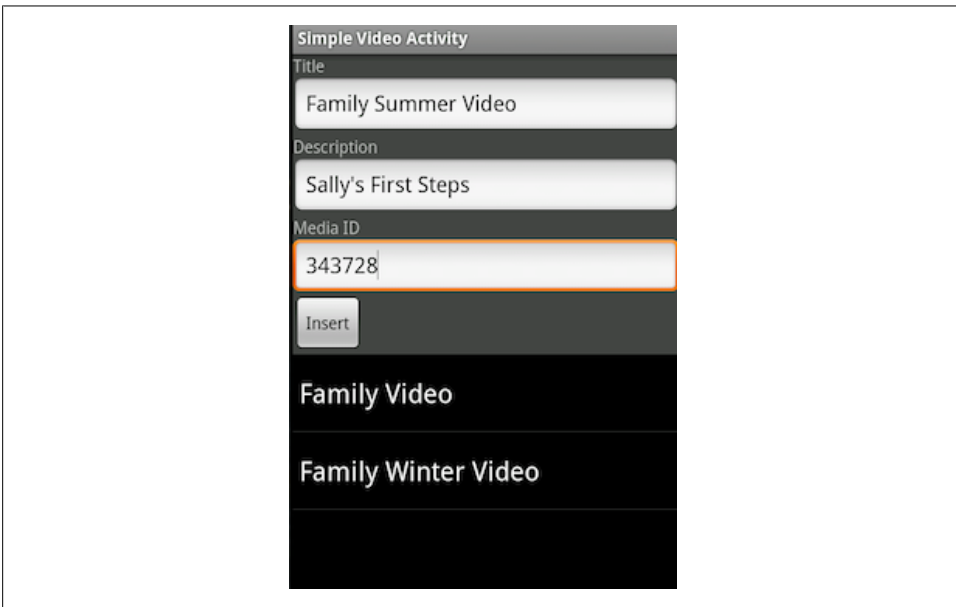 Simple Video Activity
Title
Family Summer Video
Description
Sally's First Steps
Media ID
343728
Insert
Family Video
Family Winter Video